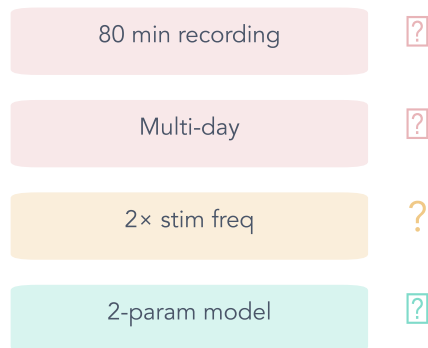 80 min recording
Multi-day
2× stim freq ?
2-param model